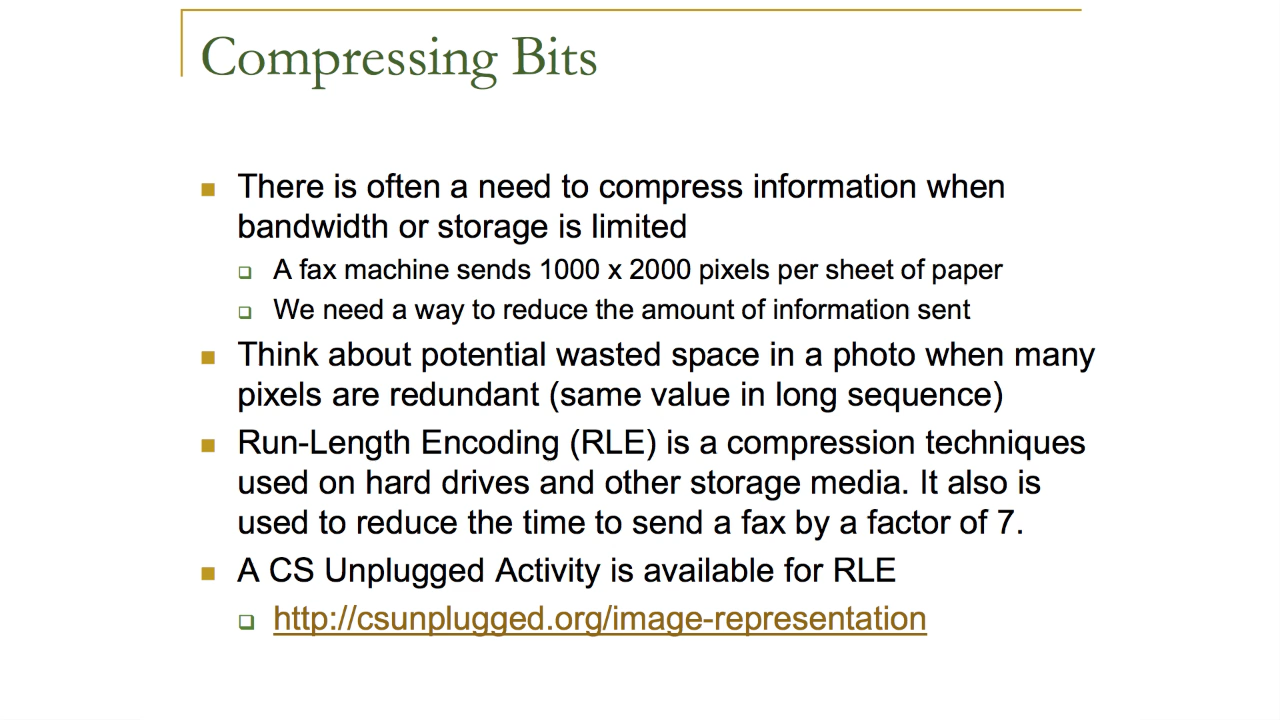 Compressing Bits
There is often a need to compress information when
bandwidth or storage is limited
A fax machine sends 1000 x 2000 pixels per sheet of paper
We need a way to reduce the amount of information sent
Think about potential wasted space in a photo when many
pixels are redundant (same value in long sequence)
Run-Length Encoding (RLE) is a compression techniques
used on hard drives and other storage media. It also is
used to reduce the time to send a fax by a factor of 7.
A CS Unplugged Activity is available for RLE
http://csunplugged.org/image-representation